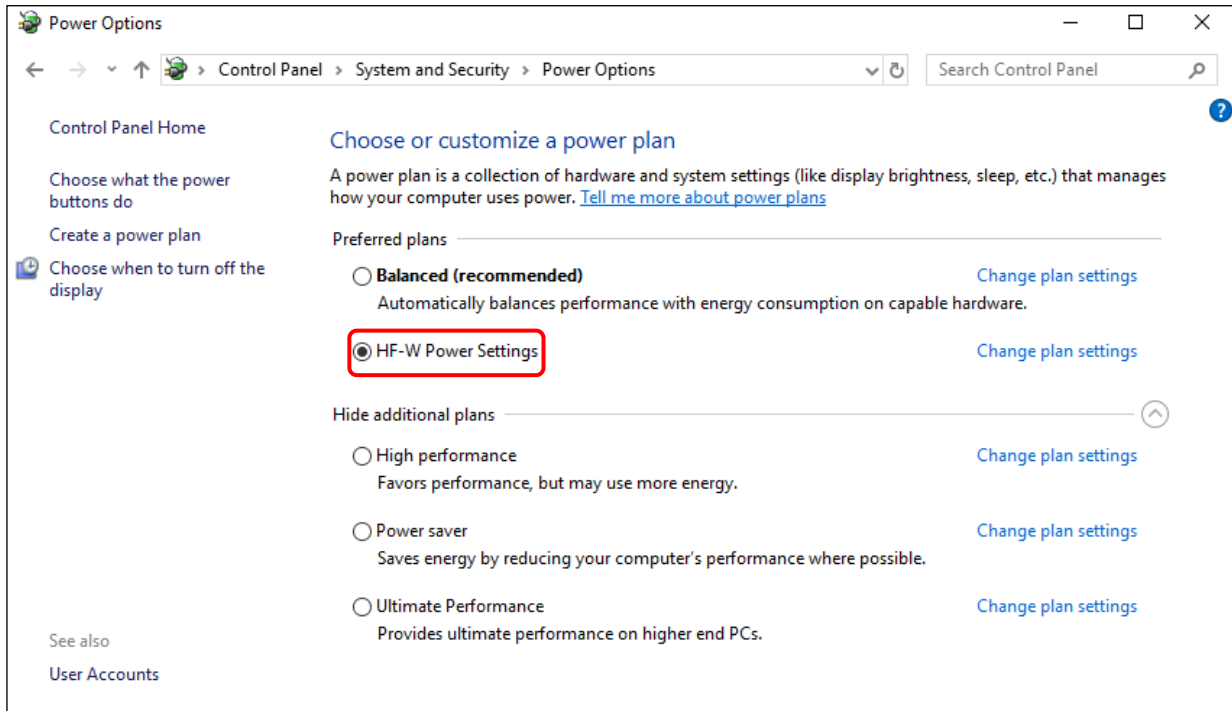 Power Options
Control Panel > System and Security > Power Options
Search Control Panel
?
Control Panel Home
Choose what the power
buttons do
Create a power plan
Choose when to turn off the
display
Choose or customize a power plan
A power plan is a collection of hardware and system settings (like display brightness, sleep, etc.) that manages
how your computer uses power. Tell me more about power plans
Preferred plans
Balanced (recommended) Change plan settings
Automatically balances performance with energy consumption on capable hardware.
HF-W Power Settings Change plan settings
Hide additional plans
High performance Change plan settings
Favors performance, but may use more energy.
Power saver Change plan settings
Saves energy by reducing your computer's performance where possible.
Ultimate Performance Change plan settings
Provides ultimate performance on higher end PCs.
See also
User Accounts